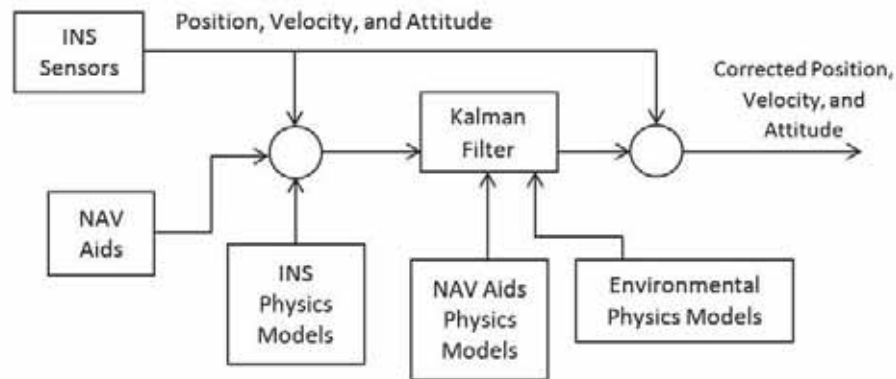 INS
Sensors
Position, Velocity, and Attitude
Corrected Position,
Velocity, and
Attitude
Kalman
Filter
NAV
Aids
INS
Physics
Models
NAV Aids
Physics
Models
Environmental
Physics Models